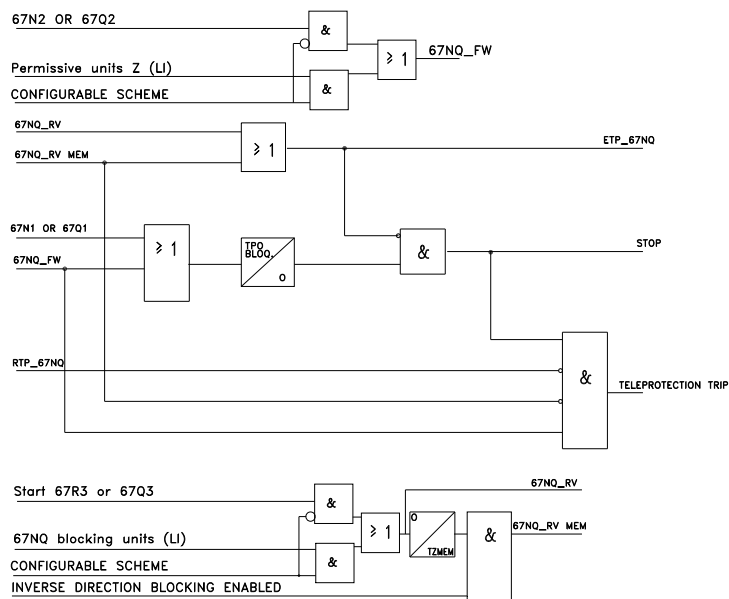 67N2 OR 67Q2
&
≥ 1
67NQ_FW
Permissive units Z (LI)
&
CONFIGURABLE SCHEME
67NQ_RV
≥ 1
ETP_67NQ
67NQ_RV MEM
67N1 OR 67Q1
≥ 1
TPO
BLOQ.
O
&
STOP
67NQ_FW
RTP_67NQ
&
TELEPROTECTION TRIP
Start 67R3 or 67Q3
&
67NQ_RV
≥ 1
O
TZMEM
&
67NQ_RV MEM
67NQ blocking units (LI)
&
CONFIGURABLE SCHEME
INVERSE DIRECTION BLOCKING ENABLED